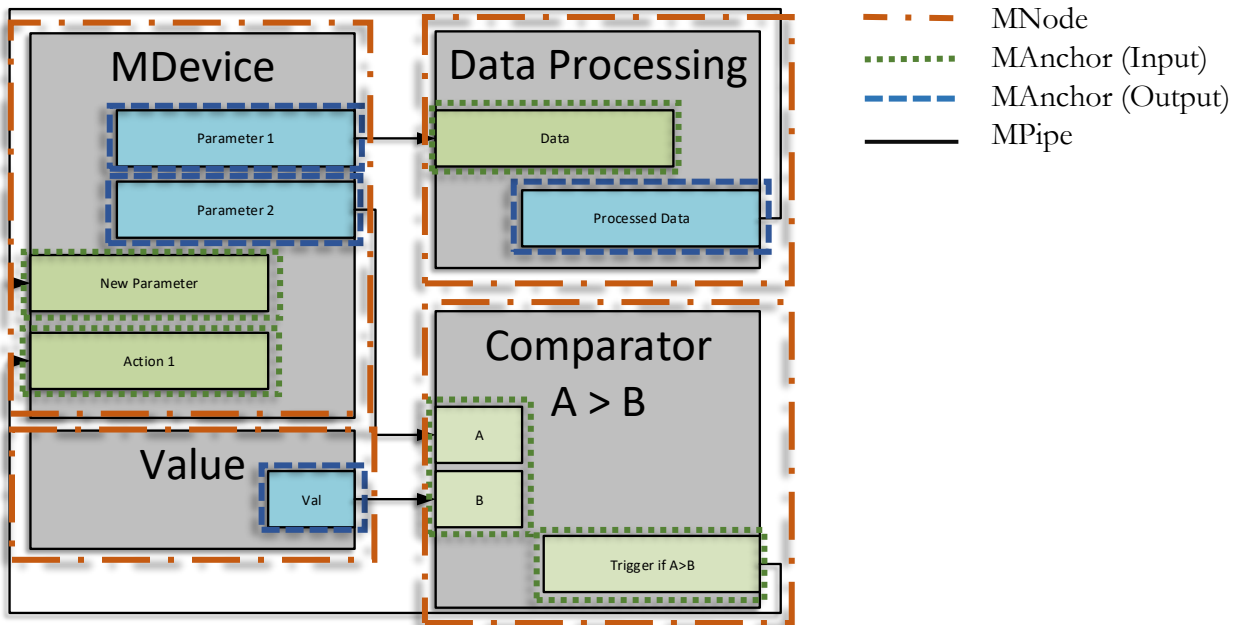 MDevice
Parameter 1
Parameter 2
New Parameter
Action 1
Value
Val
Data Processing
Data
Processed Data
Comparator
A > B
A
B
Trigger if A>B
MNode
MAnchor (Input)
MAnchor (Output)
MPipe